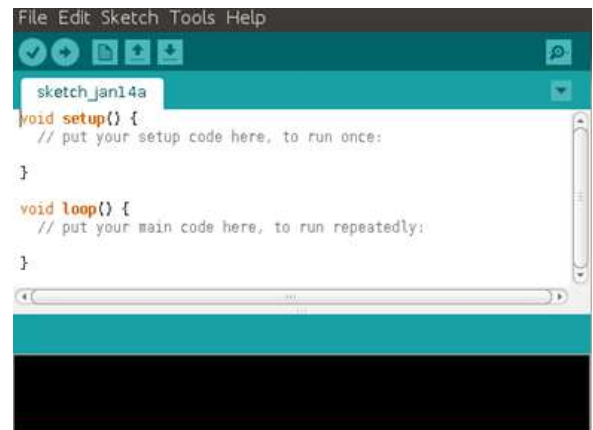 File Edit Sketch Tools Help
sketch_jan14a
void setup() {
// put your setup code here, to run once:
}
void loop() {
// put your main code here, to run repeatedly:
}